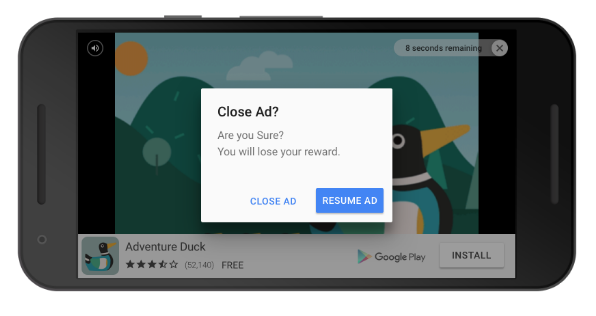 8 seconds remaining
Close Ad?
Are you Sure?
You will lose your reward.
CLOSE AD
RESUME AD
Adventure Duck
(52,140) FREE
Google Play
INSTALL